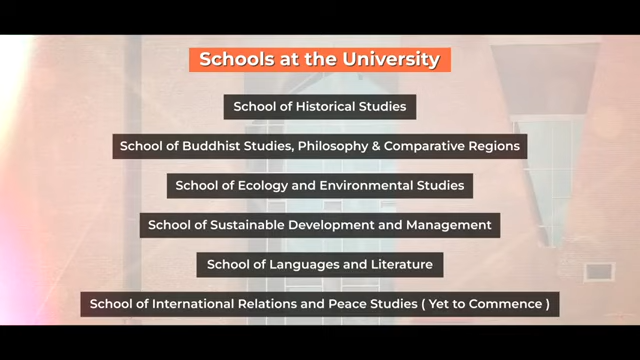 Schools at the University
School of Historical Studies
School of Buddhist Studies, Philosophy & Comparative Regions
School of Ecology and Environmental Studies
School of Sustainable Development and Management
School of Languages and Literature
School of International Relations and Peace Studies ( Yet to Commence )